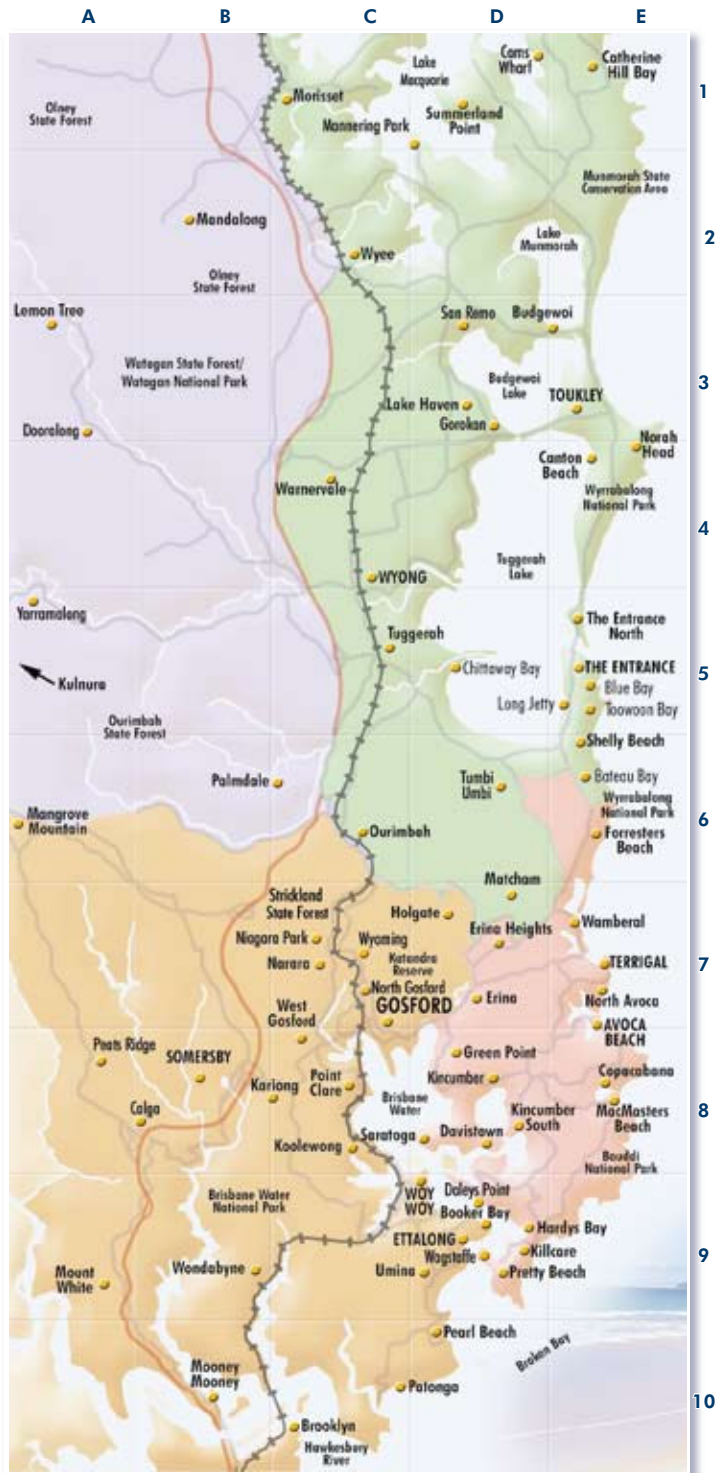 A B C D E
Cams
Wharf
Catherine
Hill Bay
Lake
Macquarie
Morisset
1
Olney
State Forest
Summerland
Point
Mannering Park
Munmorah State
Conservation Area
Mandalong
2
Lake
Munmorah
Wyee
Olney
State Forest
Lemon Tree
San Remo
Budgewoi
Watagan State Forest/
Watagan National Park
Budgewoi
Lake
3
TOUKLEY
Lake Haven
Gorokan
Dooralong
Norah
Head
Canton
Beach
Warnervale
Wyrrabalong
National Park
4
Tuggerah
Lake
WYONG
Yarramalong
The Entrance
North
Tuggerah
Chittaway Bay
THE ENTRANCE
5
Kulnura
Blue Bay
Long Jetty
Toowoon Bay
Ourimbah
State Forest
Shelly Beach
Palmdale
Tumbi
Umbi
Bateau Bay
Wyrrabalong
National Park
Mangrove
Mountain
6
Ourimbah
Forresters
Beach
Matcham
Strickland
State Forest
Holgate
Wamberal
Erina Heights
Niagara Park
Wyoming
Katandra
Reserve
7
Narara
TERRIGAL
North Gosford
GOSFORD
Erina
North Avoca
West
Gosford
AVOCA
BEACH
Peats Ridge
SOMERSBY
Green Point
Point
Clare
Kincumber
Copacabana
Kariong
Brisbane
Water
8
Calga
Kincumber
South
MacMasters
Beach
Saratoga
Davistown
Koolewong
Bouddi
National Park
WOY
WOY
Daleys Point
Brisbane Water
National Park
Booker Bay
Hardys Bay
ETTALONG
Killcare
9
Wagstaffe
Mount
White
Wondabyne
Umina
Pretty Beach
Pearl Beach
Broken Bay
Mooney
Mooney
Patonga
10
Brooklyn
Hawkesbury
River